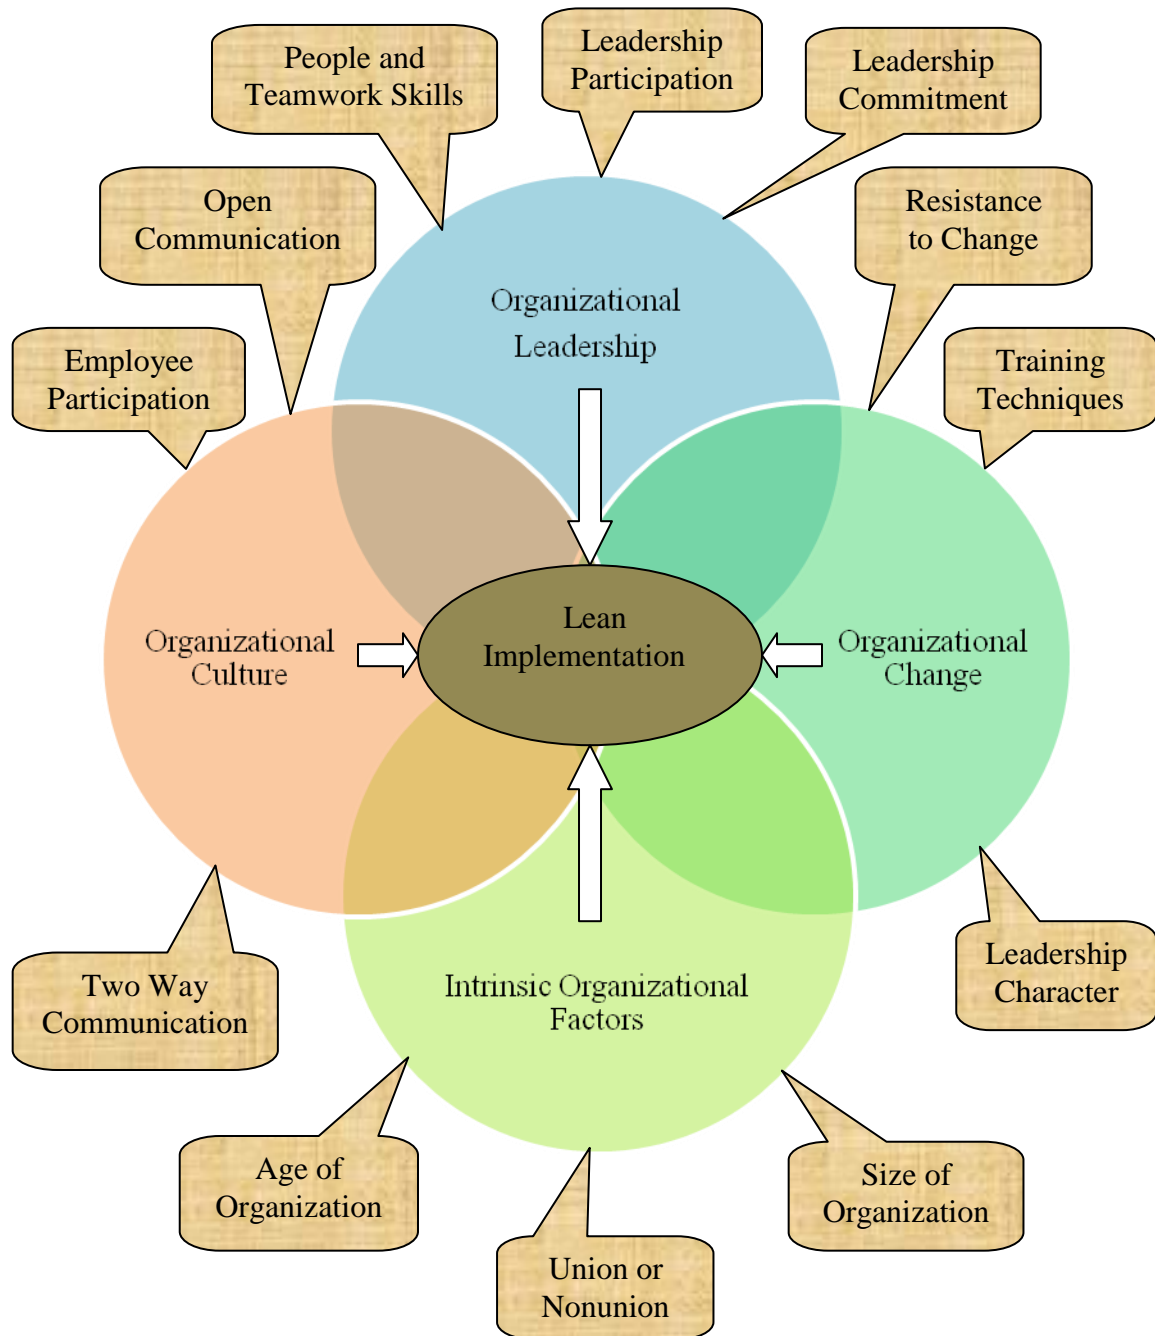 People and
Teamwork Skills
Leadership
Participation
Leadership
Commitment
Open
Communication
Resistance
to Change
Employee
Participation
Training
Techniques
Organizational
Leadership
Organizational
Culture
Lean
Implementation
Organizational
Change
Two Way
Communication
Intrinsic Organizational
Factors
Leadership
Character
Age of
Organization
Union or
Nonunion
Size of
Organization